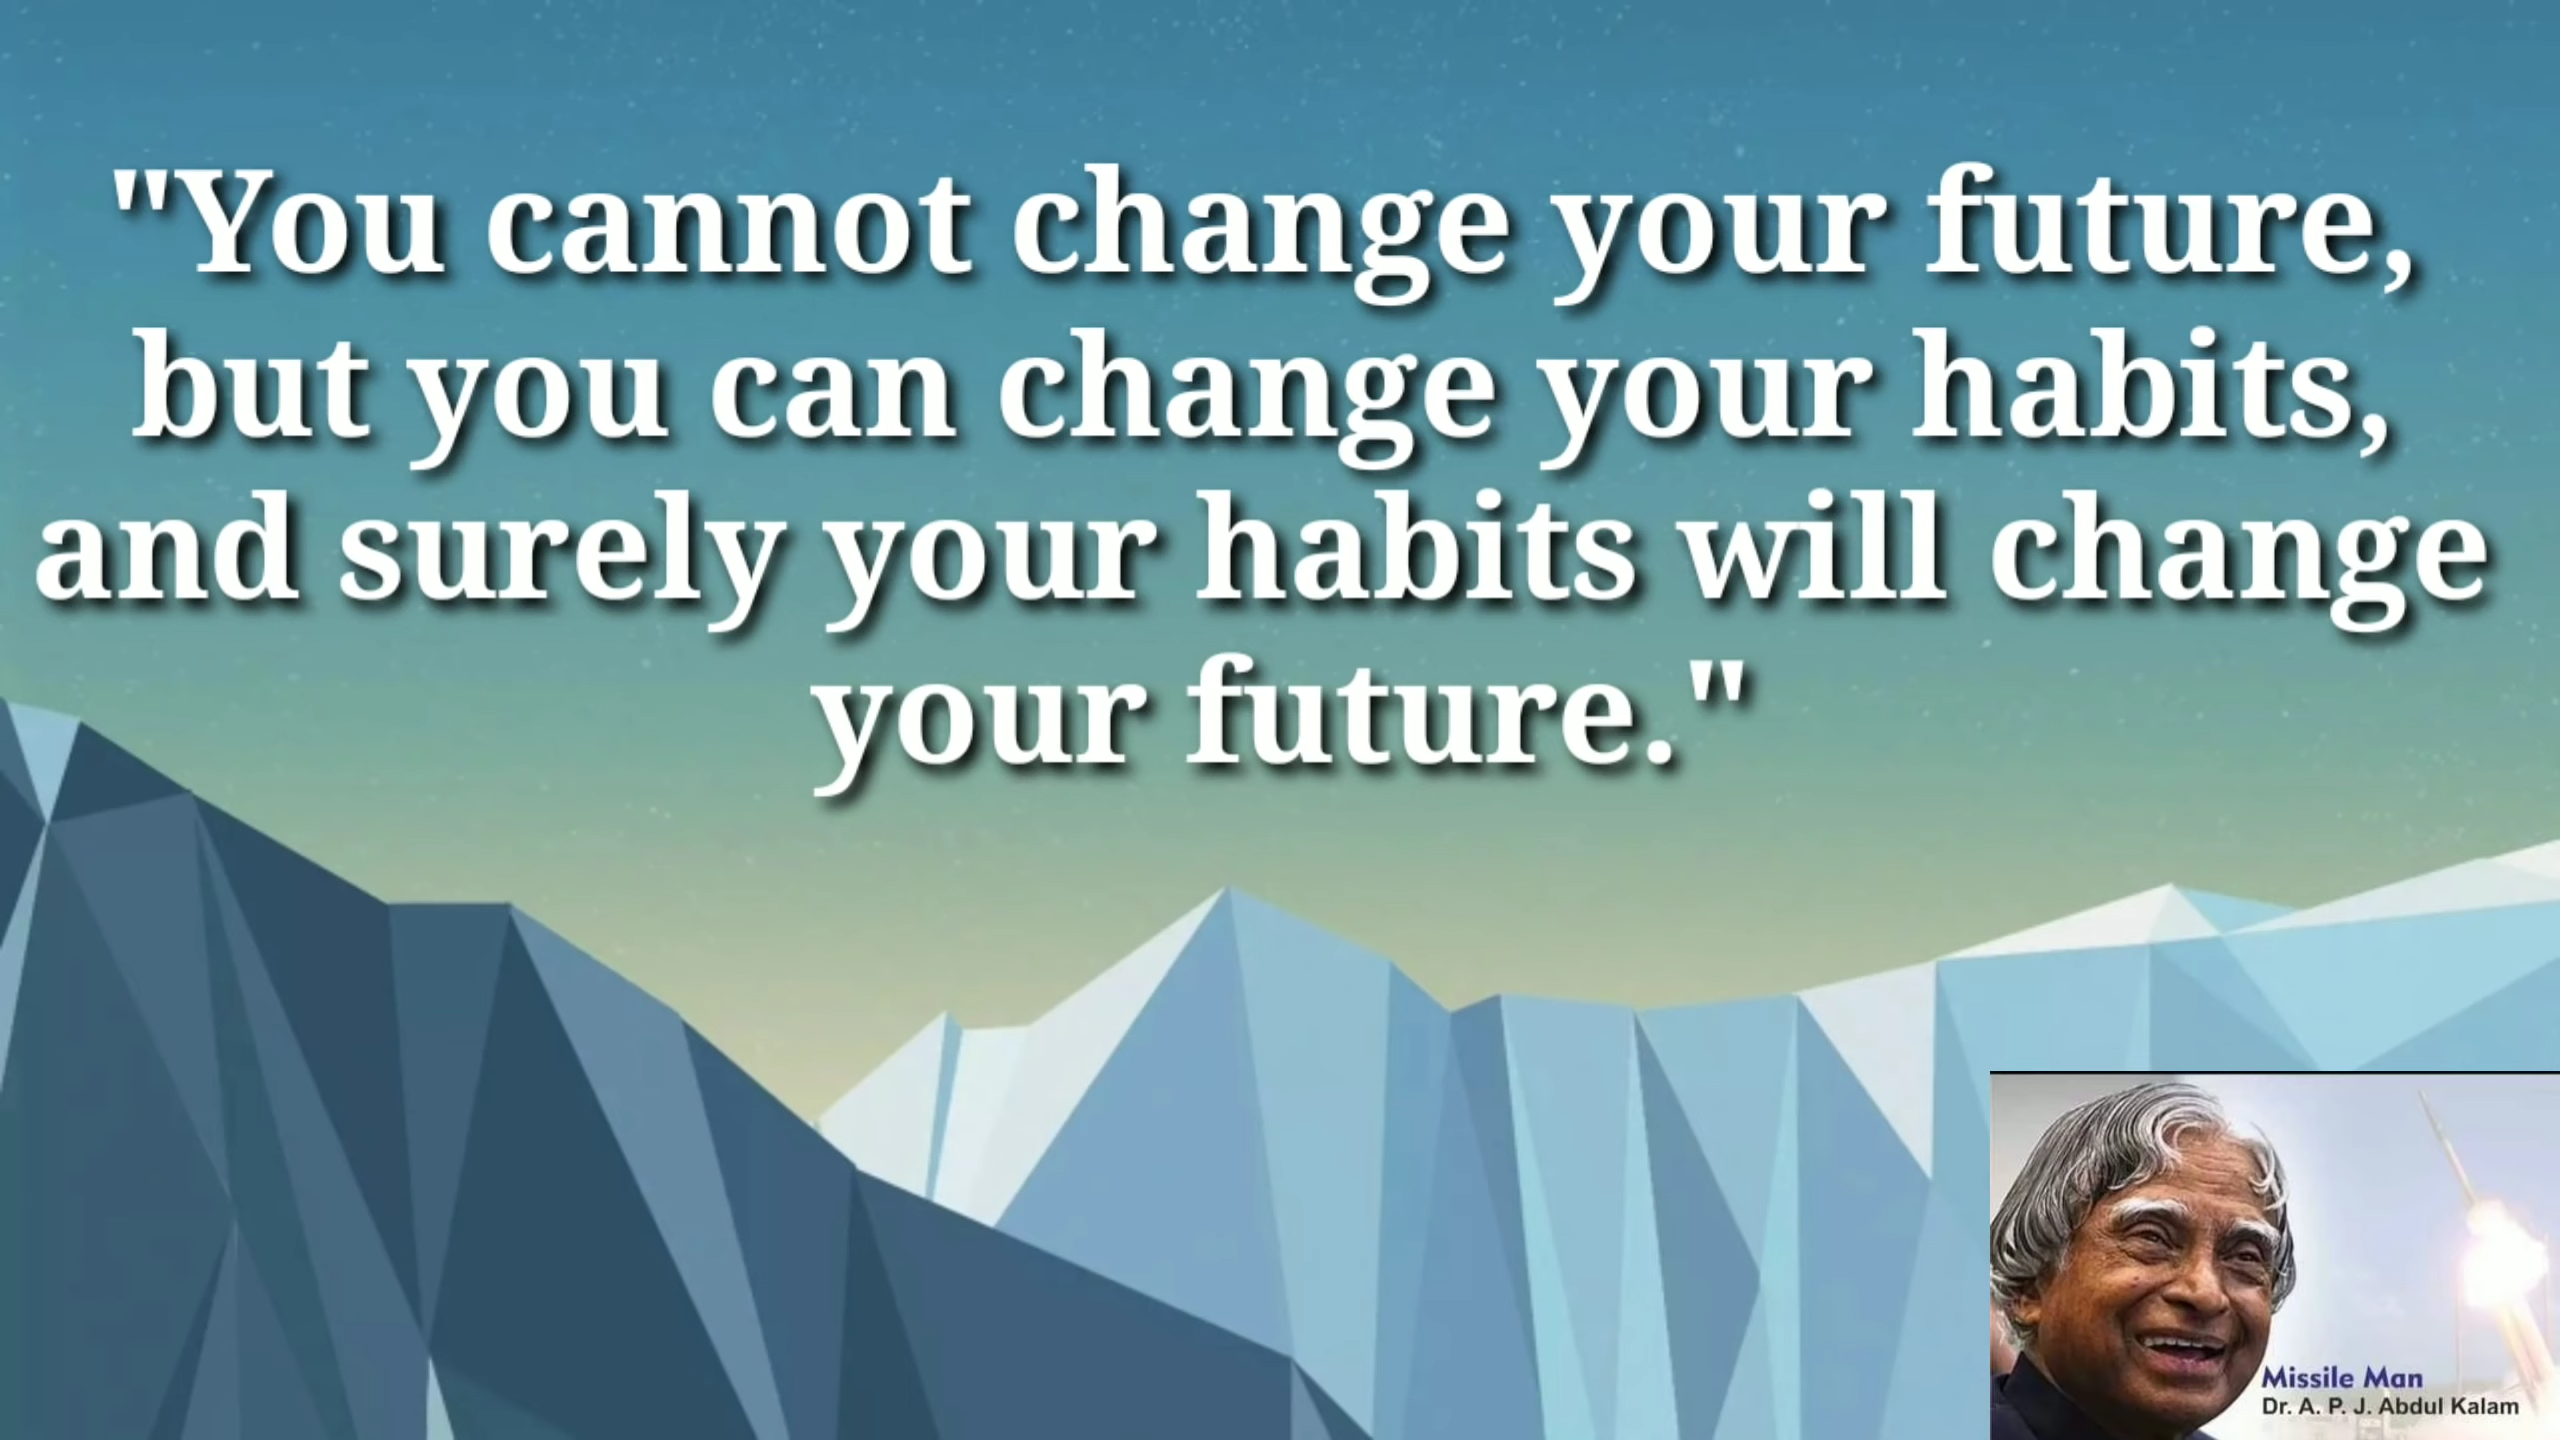 "You cannot change your future,
but you can change your habits,
and surely your habits will change
your future."
Missile Man
Dr. A. P. J. Abdul Kalam